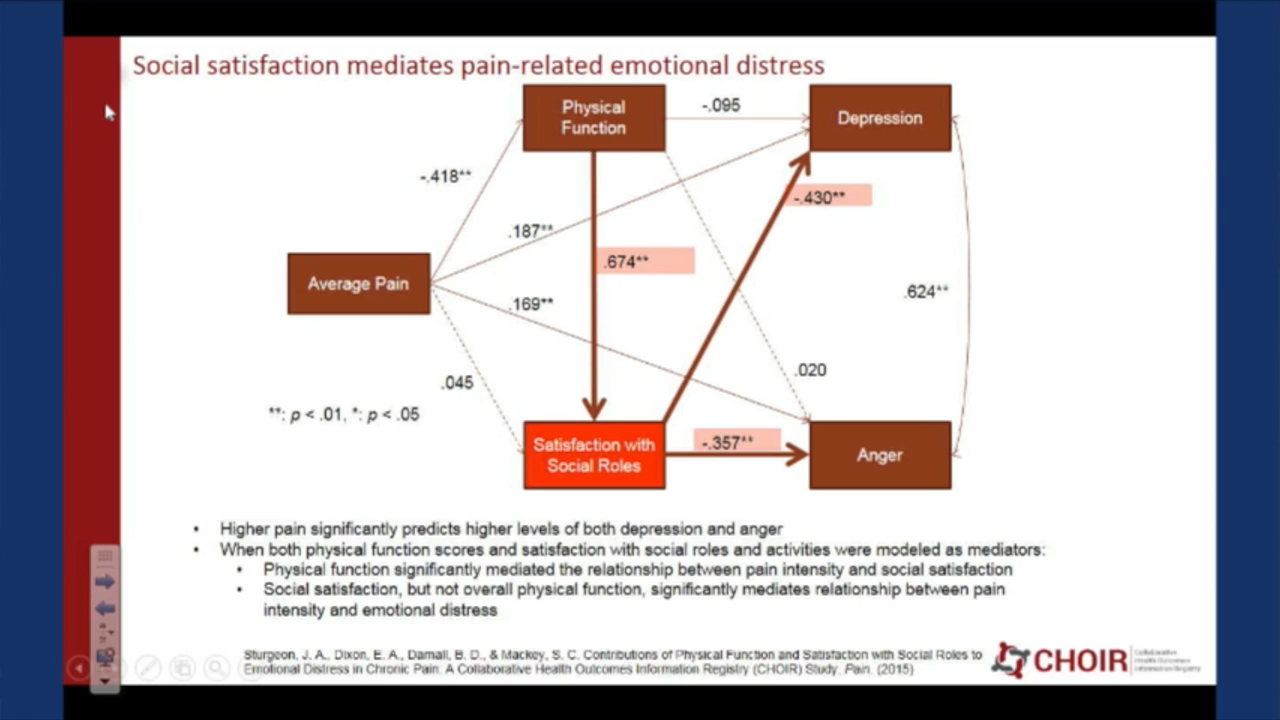 Social satisfaction mediates pain-related emotional distress
Physical
Function
-.095
Depression
-.418**
-.430**
.187**
.674**
Average Pain
.624**
.169**
.020
.045
**: p < .01, *: p < .05
Satisfaction with
Social Roles
-.357**
Anger
• Higher pain significantly predicts higher levels of both depression and anger
• When both physical function scores and satisfaction with social roles and activities were modeled as mediators:
• Physical function significantly mediated the relationship between pain intensity and social satisfaction
• Social satisfaction, but not overall physical function, significantly mediates relationship between pain
intensity and emotional distress
Sturgeon, J. A., Dixon, E. A., Darnall, B. D., & Mackey, S. C. Contributions of Physical Function and Satisfaction with Social Roles to
Emotional Distress in Chronic Pain: A Collaborative Health Outcomes Information Registry (CHOIR) Study. Pain. (2015)
CHOIR
Collaborative
Health Outcomes
Information Registry